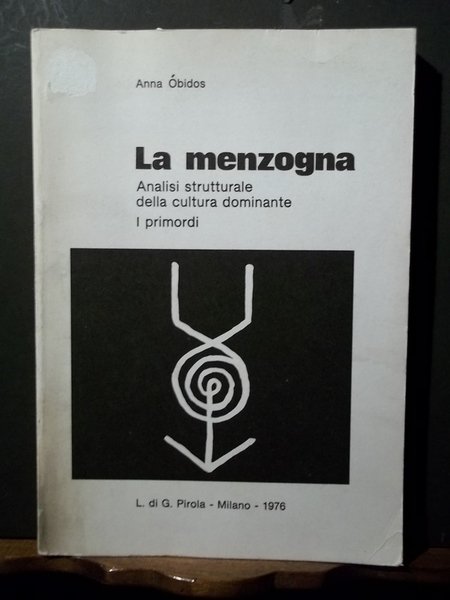 Anna Óbidos
La menzogna
Analisi strutturale
della cultura dominante
I primordi
L. di G. Pirola - Milano - 1976